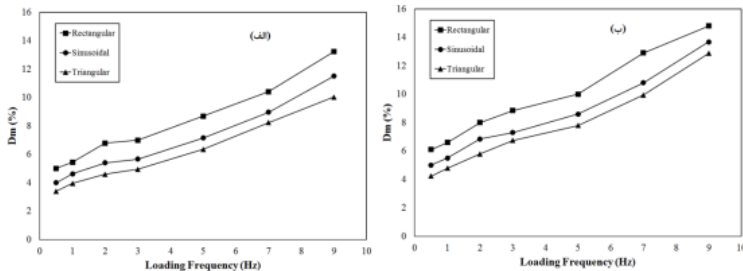 16
14
12
10
8
6
4
2
0
Dm (%)
Rectangular
Sinusoidal
Triangular
(الف)
0 1 2 3 4 5 6 7 8 9 10
Loading Frequency (Hz)
16
14
12
10
8
6
4
2
0
Dm (%)
Rectangular
Sinusoidal
Triangular
(ب)
0 1 2 3 4 5 6 7 8 9 10
Loading Frequency (Hz)